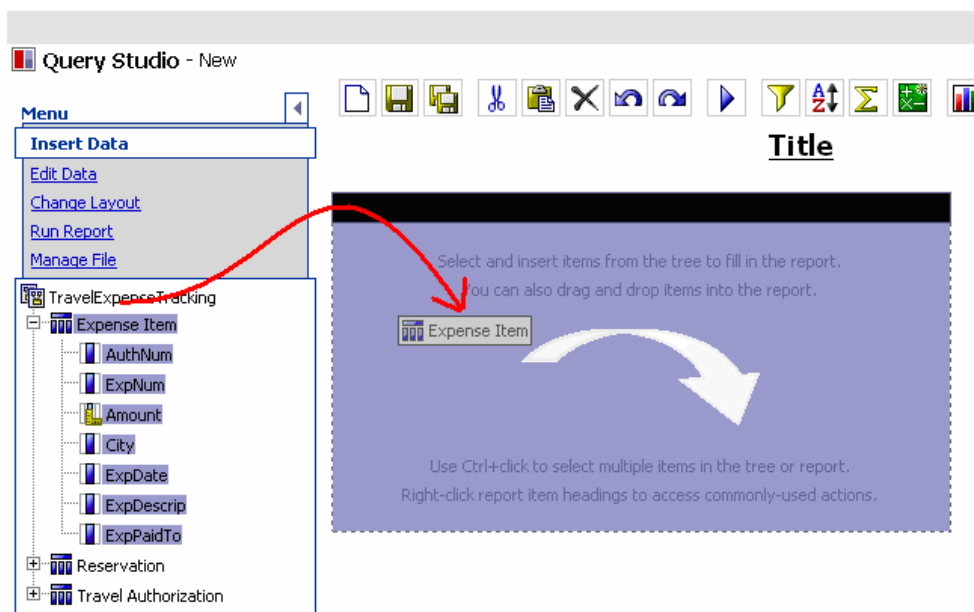 Query Studio - New
Menu
Insert Data
Edit Data
Change Layout
Run Report
Manage File
TravelExpenseTracking
Expense Item
AuthNum
ExpNum
Amount
City
ExpDate
ExpDescrip
ExpPaidTo
Reservation
Travel Authorization
A
Z
Title
Select and insert items from the tree to fill in the report.
You can also drag and drop items into the report.
Expense Item
Use Ctrl+click to select multiple items in the tree or report.
Right-click report item headings to access commonly-used actions.